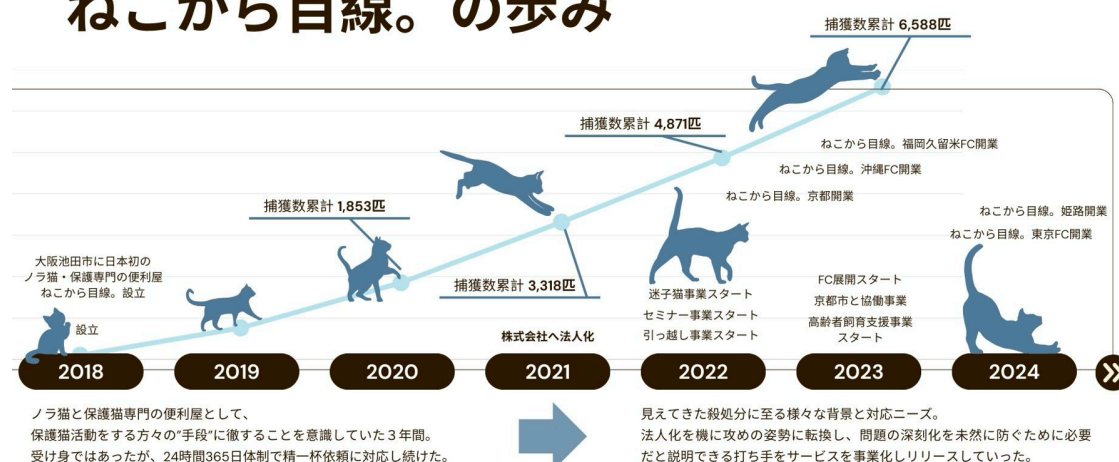 ねこから目線。の歩み
捕獲数累計 6,588匹
捕獲数累計 4,871匹
ねこから目線。福岡久留米FC開業
ねこから目線。沖縄FC開業
ねこから目線。京都開業
捕獲数累計 1,853匹
ねこから目線。姫路開業
ねこから目線。東京FC開業
大阪池田市に日本初の
ノラ猫・保護専門の便利屋
ねこから目線。設立
設立
捕獲数累計 3,318匹
株式会社へ法人化
迷子猫事業スタート
セミナー事業スタート
引っ越し事業スタート
FC展開スタート
京都市と協働事業
高齢者飼育支援事業
スタート
2018
2019
2020
2021
2022
2023
2024
ノラ猫と保護猫専門の便利屋として、
保護猫活動をする方々の"手段"に徹することを意識していた３年間。
受け身ではあったが、24時間365日体制で精一杯依頼に対応し続けた。
見えてきた殺処分に至る様々な背景と対応ニーズ。
法人化を機に攻めの姿勢に転換し、問題の深刻化を未然に防ぐために必要
だと説明できる打ち手をサービスを事業化しリリースしていった。